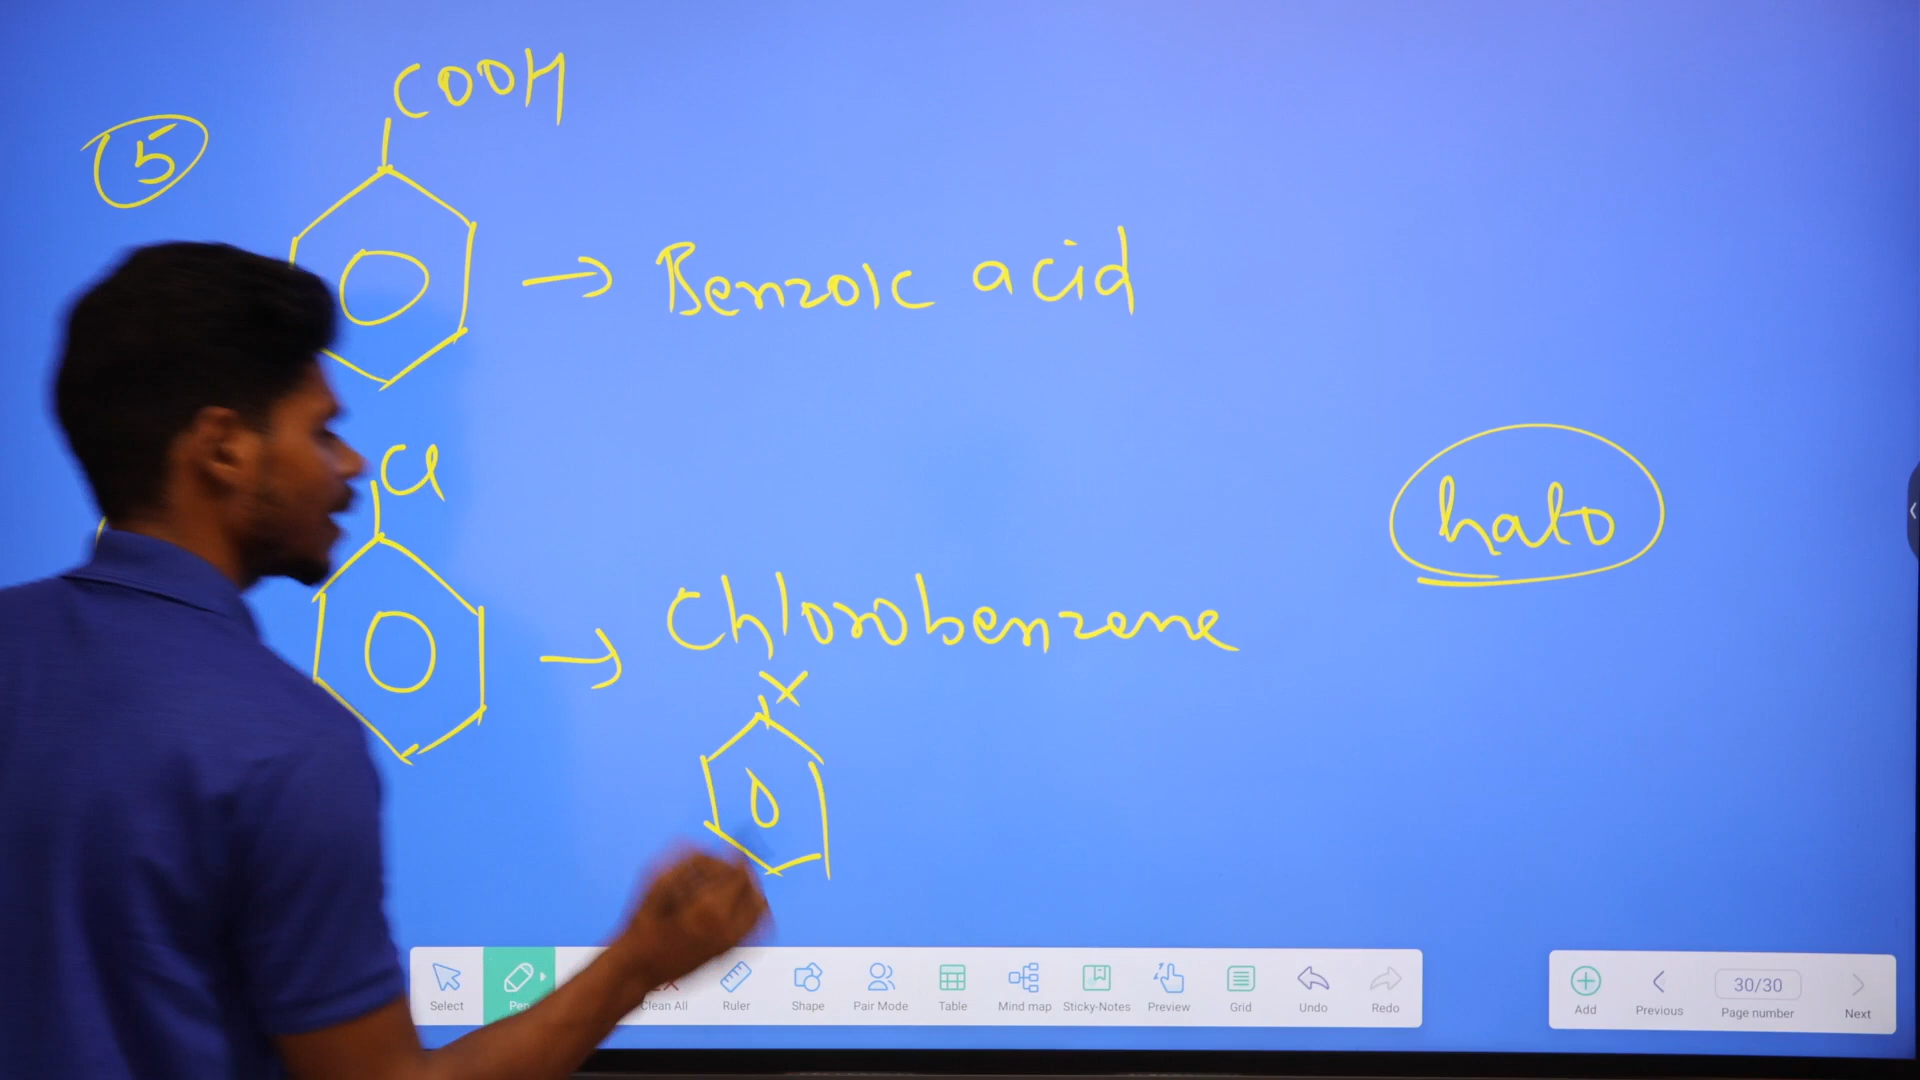 COOH
5
→ Benzoic acid
Cl
halo
→ Chlorobenzene
X
Select
Pen
Clean All
Ruler
Shape
Pair Mode
Table
Mind map
Sticky-Notes
Preview
Grid
Undo
Redo
Add
Previous
30/30
Page number
Next